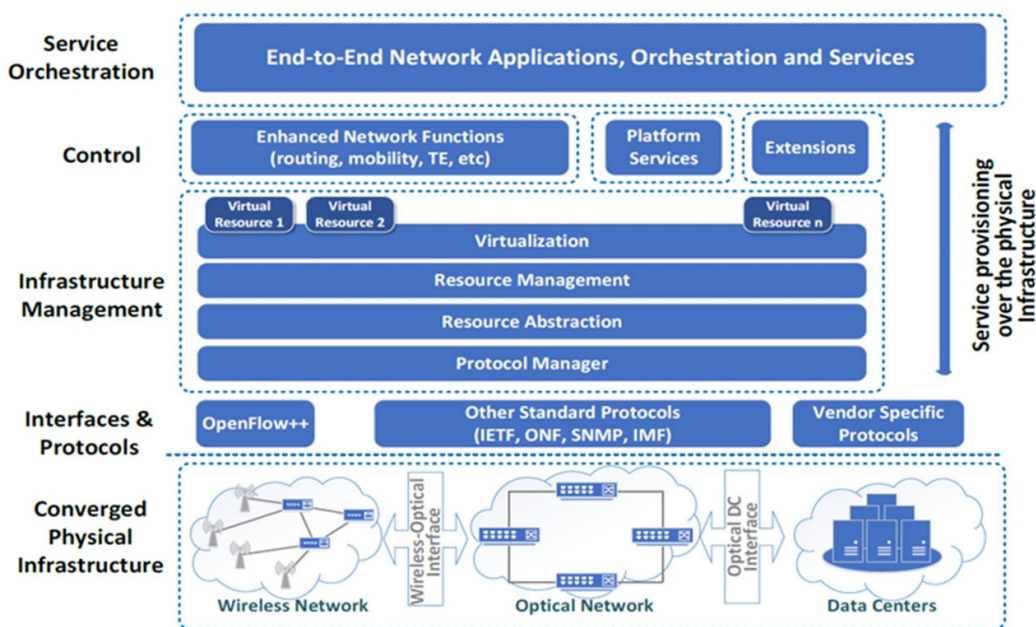 Service
Orchestration
End-to-End Network Applications, Orchestration and Services
Control
Enhanced Network Functions
(routing, mobility, TE, etc)
Platform
Services
Extensions
Infrastructure
Management
Virtual
Resource 1
Virtual
Resource 2
Virtual
Resource n
Virtualization
Resource Management
Resource Abstraction
Protocol Manager
Service provisioning
over the physical
Infrastructure
Interfaces &
Protocols
OpenFlow++
Other Standard Protocols
(IETF, ONF, SNMP, IMF)
Vendor Specific
Protocols
Converged
Physical
Infrastructure
Wireless-Optical
Interface
Optical DC
Interface
Wireless Network
Optical Network
Data Centers